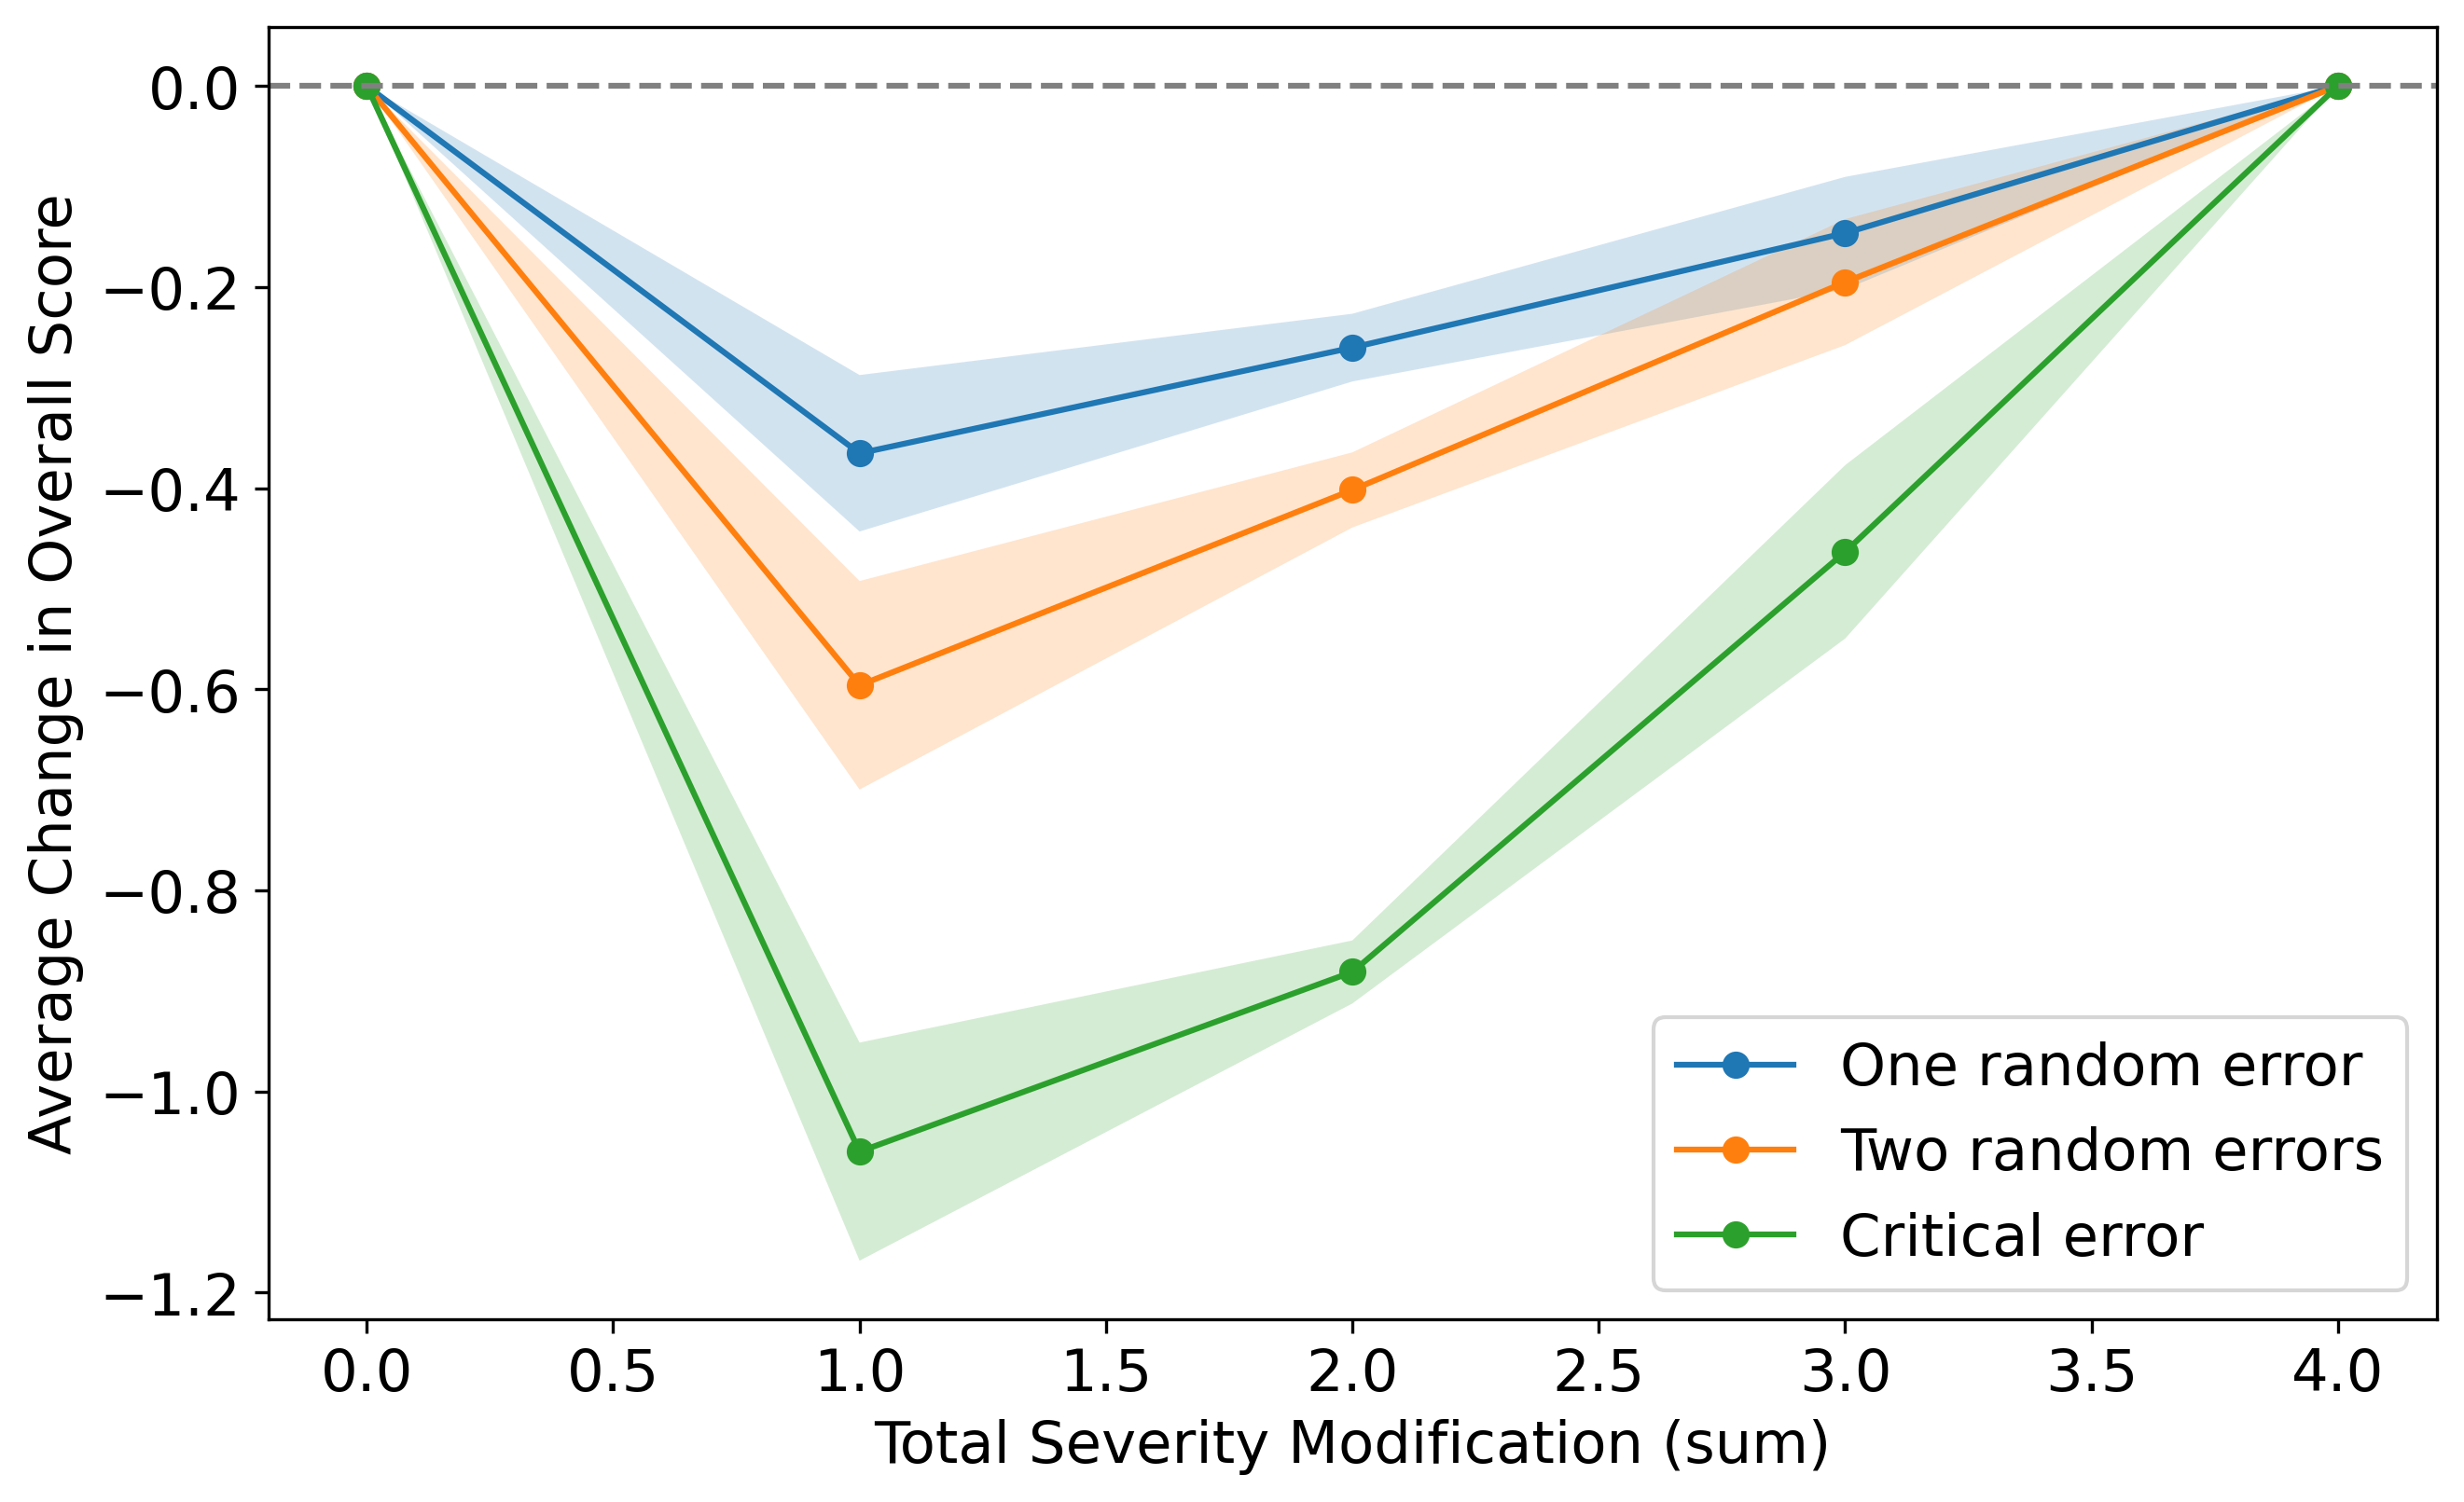 Average Change in Overall Score
0.0
−0.2
−0.4
−0.6
−0.8
−1.0
−1.2
One random error
Two random errors
Critical error
0.0 0.5 1.0 1.5 2.0 2.5 3.0 3.5 4.0
Total Severity Modification (sum)